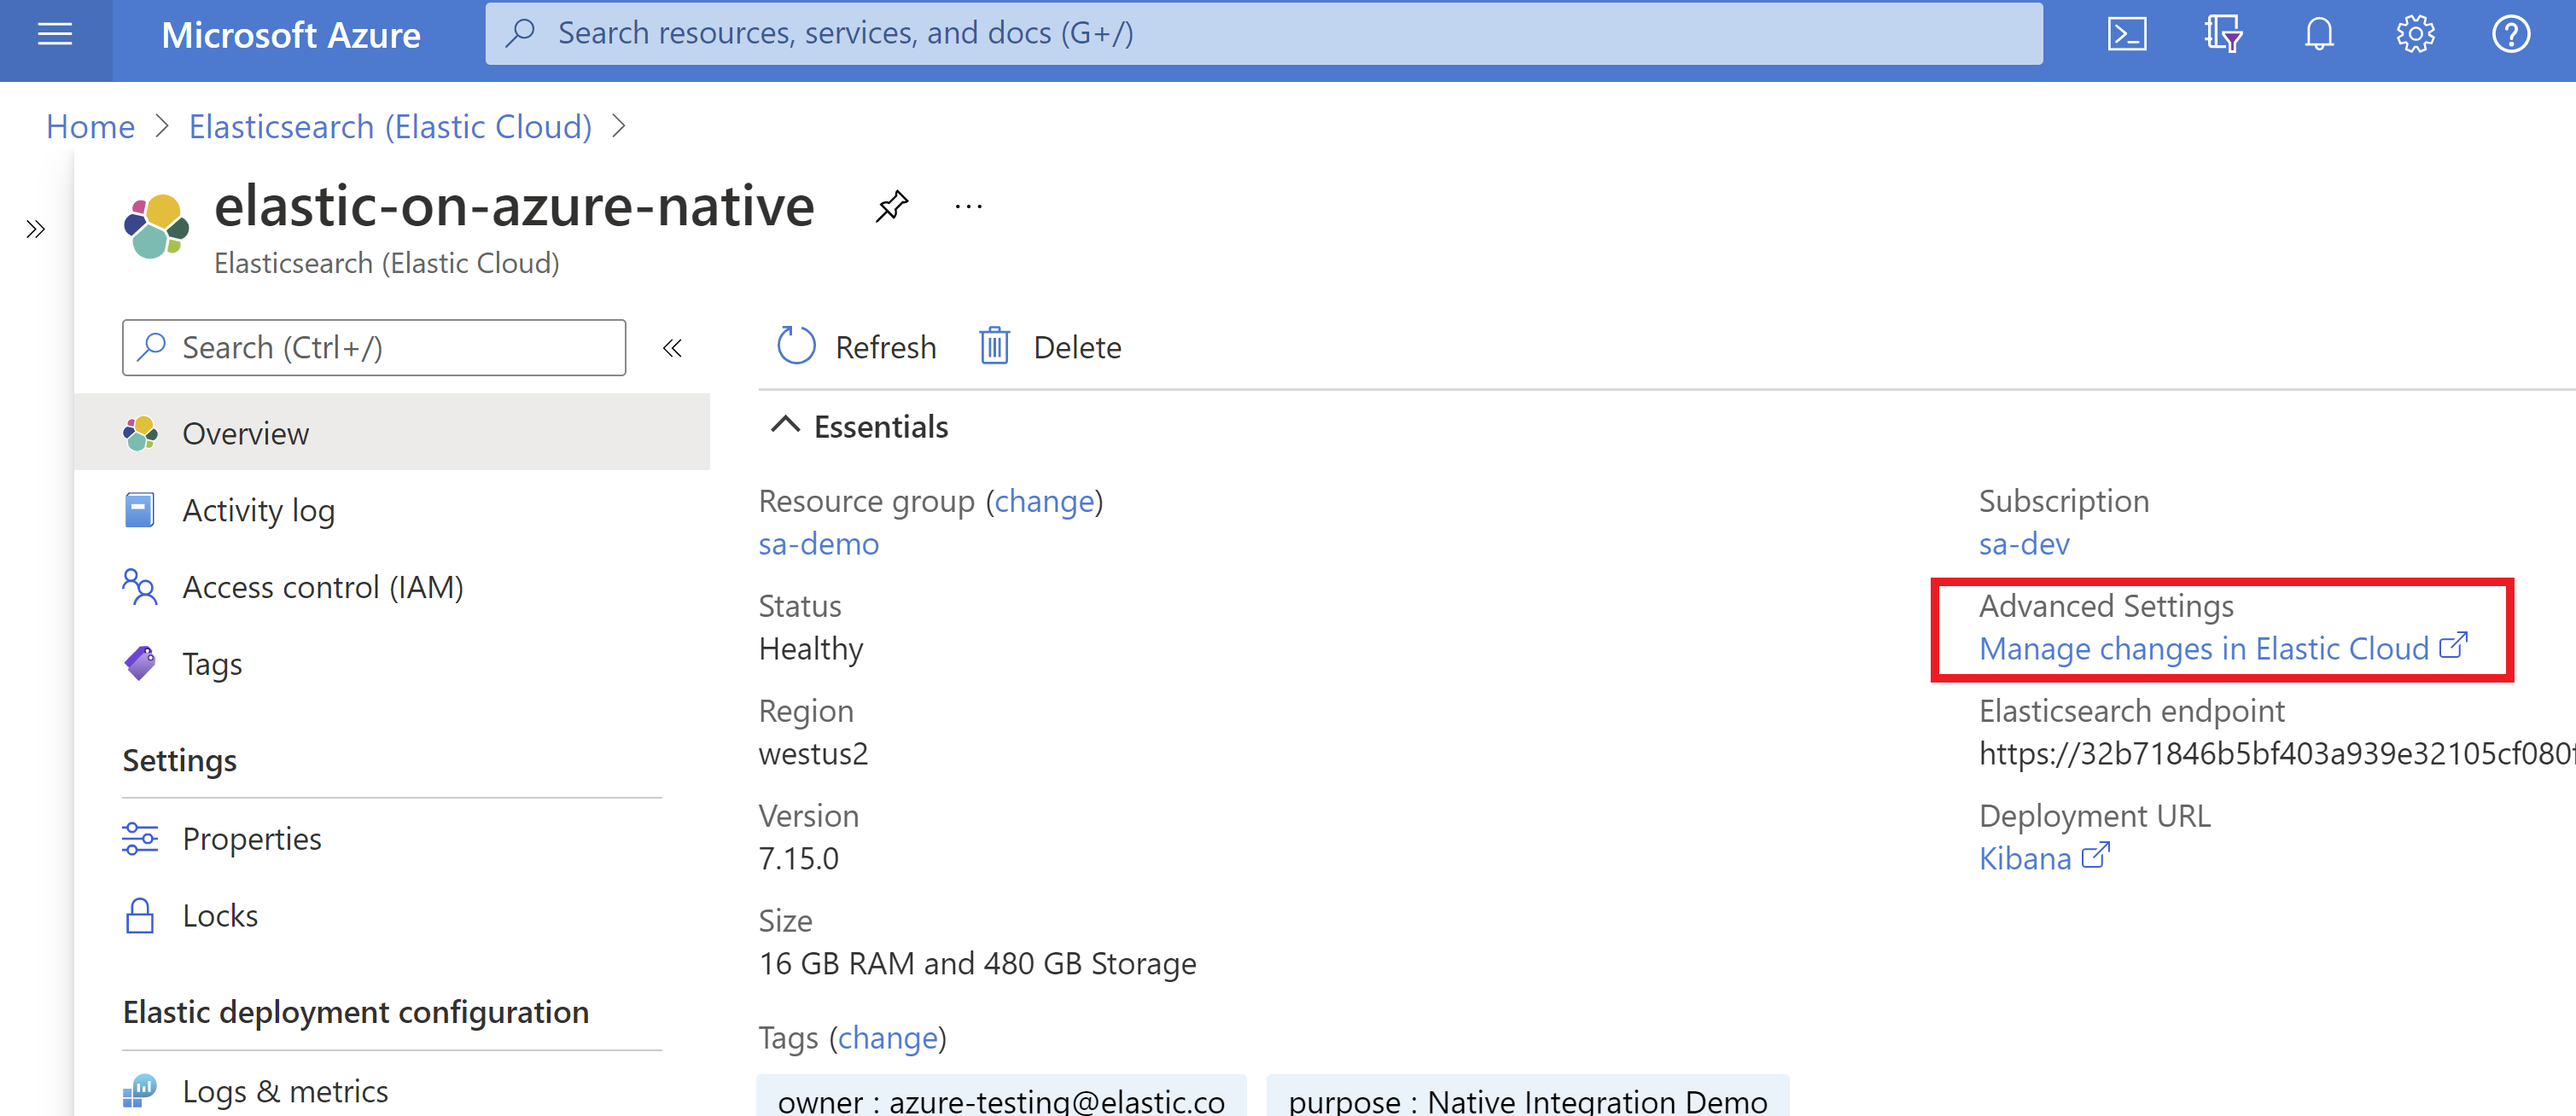 Microsoft Azure
Search resources, services, and docs (G+/)
Home > Elasticsearch (Elastic Cloud) >
elastic-on-azure-native
Elasticsearch (Elastic Cloud)
Search (Ctrl+/)
Refresh
Delete
Overview
Activity log
Access control (IAM)
Tags
Settings
Properties
Locks
Elastic deployment configuration
Logs & metrics
Essentials
Resource group (change)
sa-demo
Status
Healthy
Region
westus2
Version
7.15.0
Size
16 GB RAM and 480 GB Storage
Tags (change)
owner : azure-testing@elastic.co
purpose : Native Integration Demo
Subscription
sa-dev
Advanced Settings
Manage changes in Elastic Cloud
Elasticsearch endpoint
https://32b71846b5bf403a939e32105cf080f
Deployment URL
Kibana